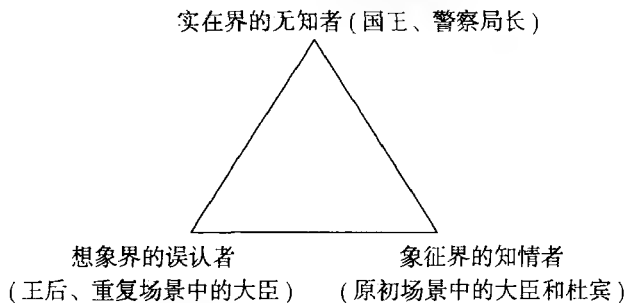 实在界的无知者（国王、警察局长）
想象界的误认者 象征界的知情者
（王后、重复场景中的大臣） （原初场景中的大臣和杜宾）